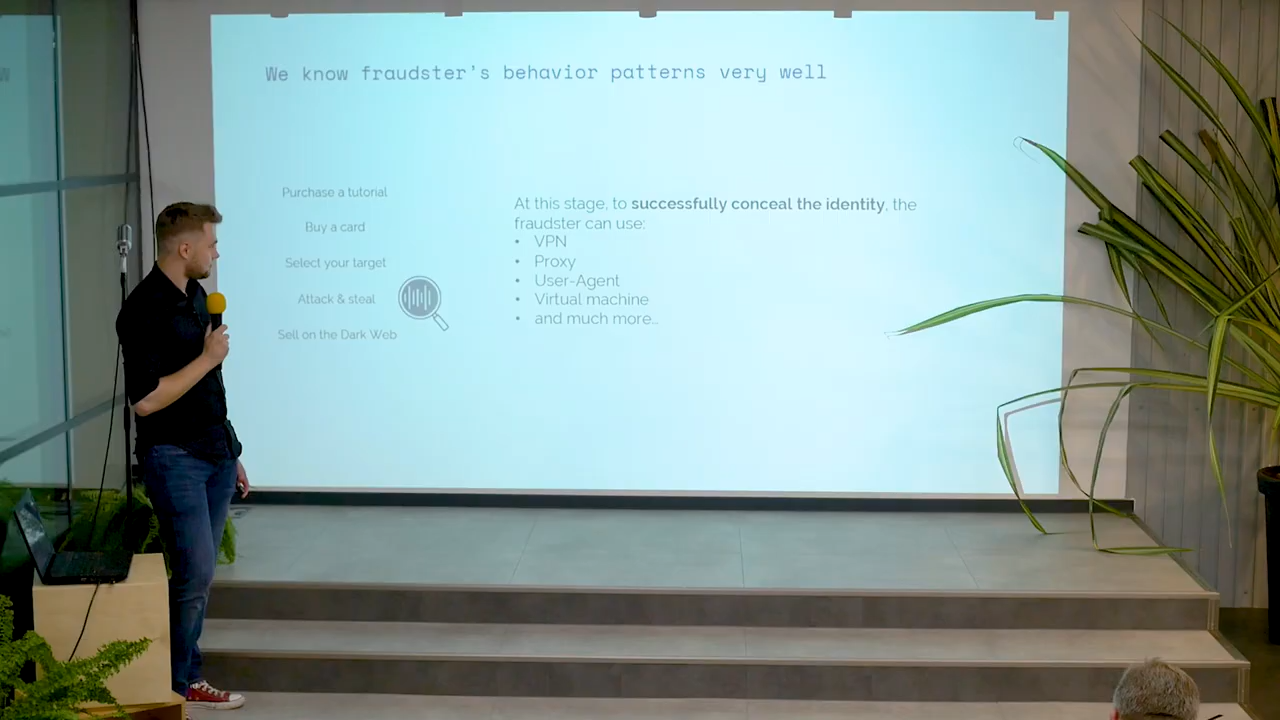 We know fraudster's behavior patterns very well
Purchase a tutorial
Buy a card
Select your target
Attack & steal
Sell on the Dark Web
At this stage, to successfully conceal the identity, the
fraudster can use:
• VPN
• Proxy
• User-Agent
• Virtual machine
• and much more...